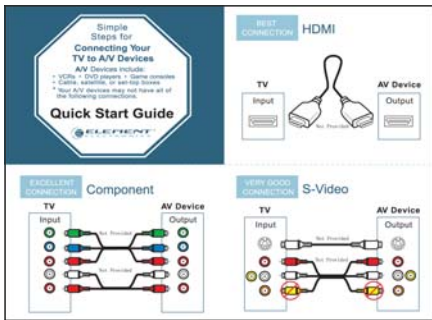 Simple
Steps for
Connecting Your
TV to A/V Devices
A/V Devices include:
• VCRs • DVD players • Game consoles
• Cable, satellite, or set-top boxes
* Your A/V devices may not have all of
the following connections.
Quick Start Guide
ELEMENT
ELECTRONICS
BEST
CONNECTION
HDMI
TV
AV Device
Input
Output
Not Provided
EXCELLENT
CONNECTION
Component
TV
AV Device
Input
Output
Not Provided
Not Provided
VERY GOOD
CONNECTION
S-Video
TV
AV Device
Input
Output
Not Provided
Not Provided